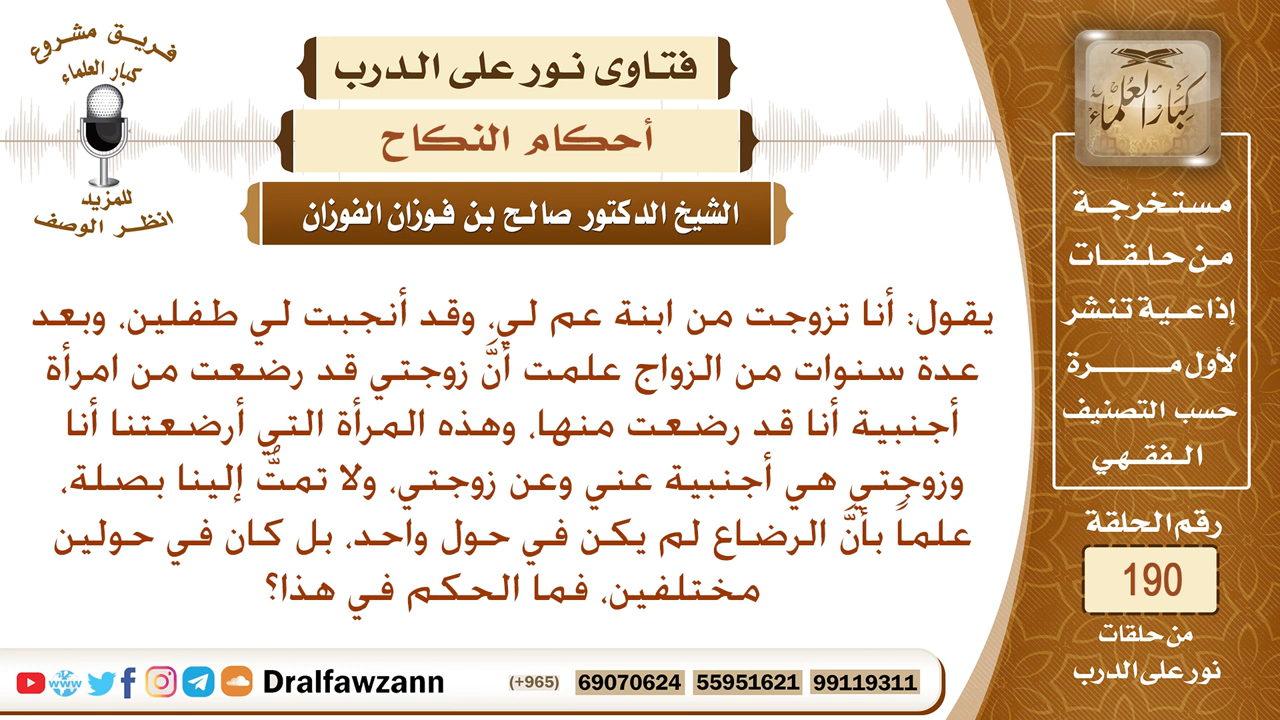 فريق مشروع
كبار العلماء
للمزيد
انظر الوصف
فتاوى نور على الدرب
أحكام النكاح
الشيخ الدكتور صالح بن فوزان الفوزان
يقول: أنا تزوجت من ابنة عم لي، وقد أنجبت لي طفلين، وبعد
عدة سنوات من الزواج علمت أنَّ زوجتي قد رضعت من امرأة
أجنبية أنا قد رضعت منها، وهذه المرأة التي أرضعتنا أنا
وزوجتي هي أجنبية عني وعن زوجتي، ولا تمتُّ إلينا بصلة،
علماً بأنَّ الرضاع لم يكن في حول واحد، بل كان في حولين
مختلفين، فما الحكم في هذا؟
كبار العلماء
مستخرجة
من حلقات
إذاعية تنشر
لأول مرة
حسب التصنيف
الفقهي
رقم الحلقة
190
من حلقات
نور على الدرب
www
Dralfawzann
(+965) 69070624 55951621 99119311